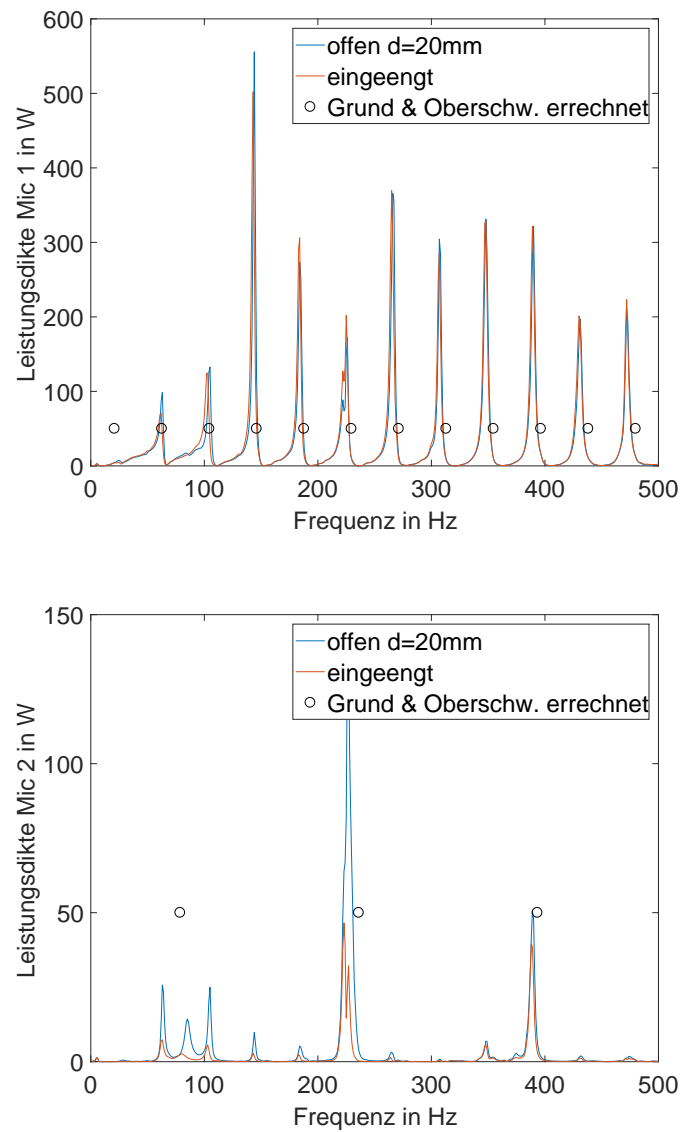 600
500
400
300
200
100
0
Leistungsdikte Mic 1 in W
offen d=20mm
eingeengt
Grund & Oberschw. errechnet
0 100 200 300 400 500
Frequenz in Hz
150
100
50
0
Leistungsdikte Mic 2 in W
offen d=20mm
eingeengt
Grund & Oberschw. errechnet
0 100 200 300 400 500
Frequenz in Hz